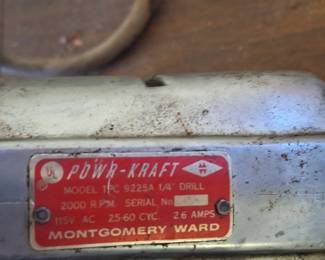 UL POWR-KRAFT
MODEL TPC 9225A 1/4" DRILL
2000 R.P.M. SERIAL No
115V AC 25-60 CYC. 2.6 AMPS
MONTGOMERY WARD